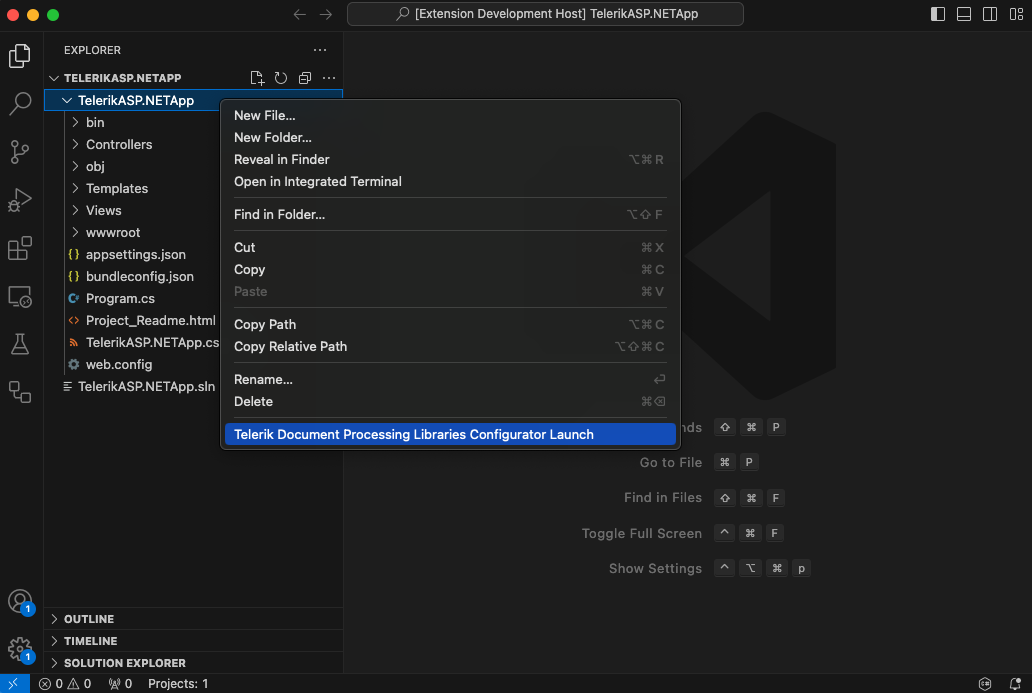 [Extension Development Host] TelerikASP.NETApp
EXPLORER
TELERIKASP.NETAPP
TelerikASP.NETApp
bin
Controllers
obj
Templates
Views
wwwroot
{} appsettings.json
{} bundleconfig.json
C# Program.cs
<> Project_Readme.html
TelerikASP.NETApp.cs
web.config
TelerikASP.NETApp.sln
New File...
New Folder...
Reveal in Finder ⌥⌘R
Open in Integrated Terminal
Find in Folder... ⌥⇧F
Cut ⌘X
Copy ⌘C
Paste ⌘V
Copy Path ⌥⌘C
Copy Relative Path ⌥⇧⌘C
Rename... ⏎
Delete ⌘⌫
Telerik Document Processing Libraries Configurator Launch
nds ⇧ ⌘ P
Go to File ⌘ P
Find in Files ⇧ ⌘ F
Toggle Full Screen ^ ⌘ F
Show Settings ^ ⌥ ⌘ p
1
1
OUTLINE
TIMELINE
SOLUTION EXPLORER
0 0 0 Projects: 1